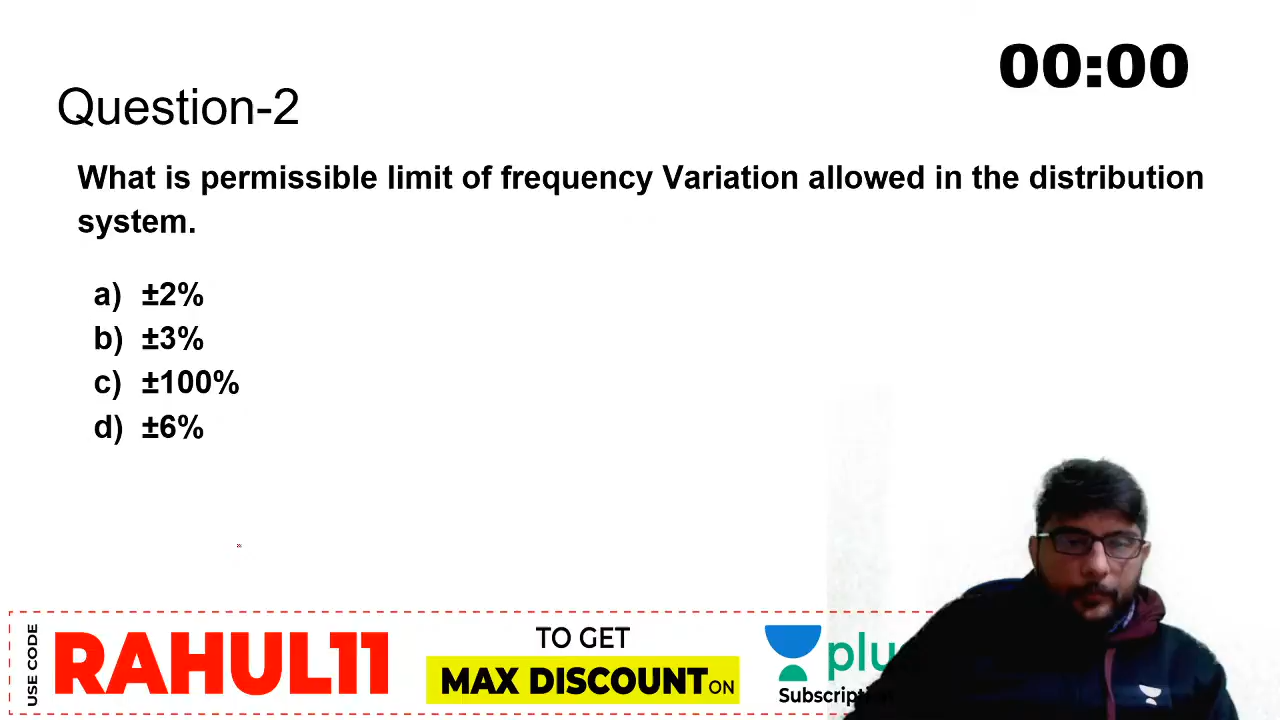 00:00
Question-2
What is permissible limit of frequency Variation allowed in the distribution
system.
a) ±2%
b) ±3%
c) ±100%
d) ±6%
USE CODE
RAHUL11
TO GET
MAX DISCOUNT ON
Subscription